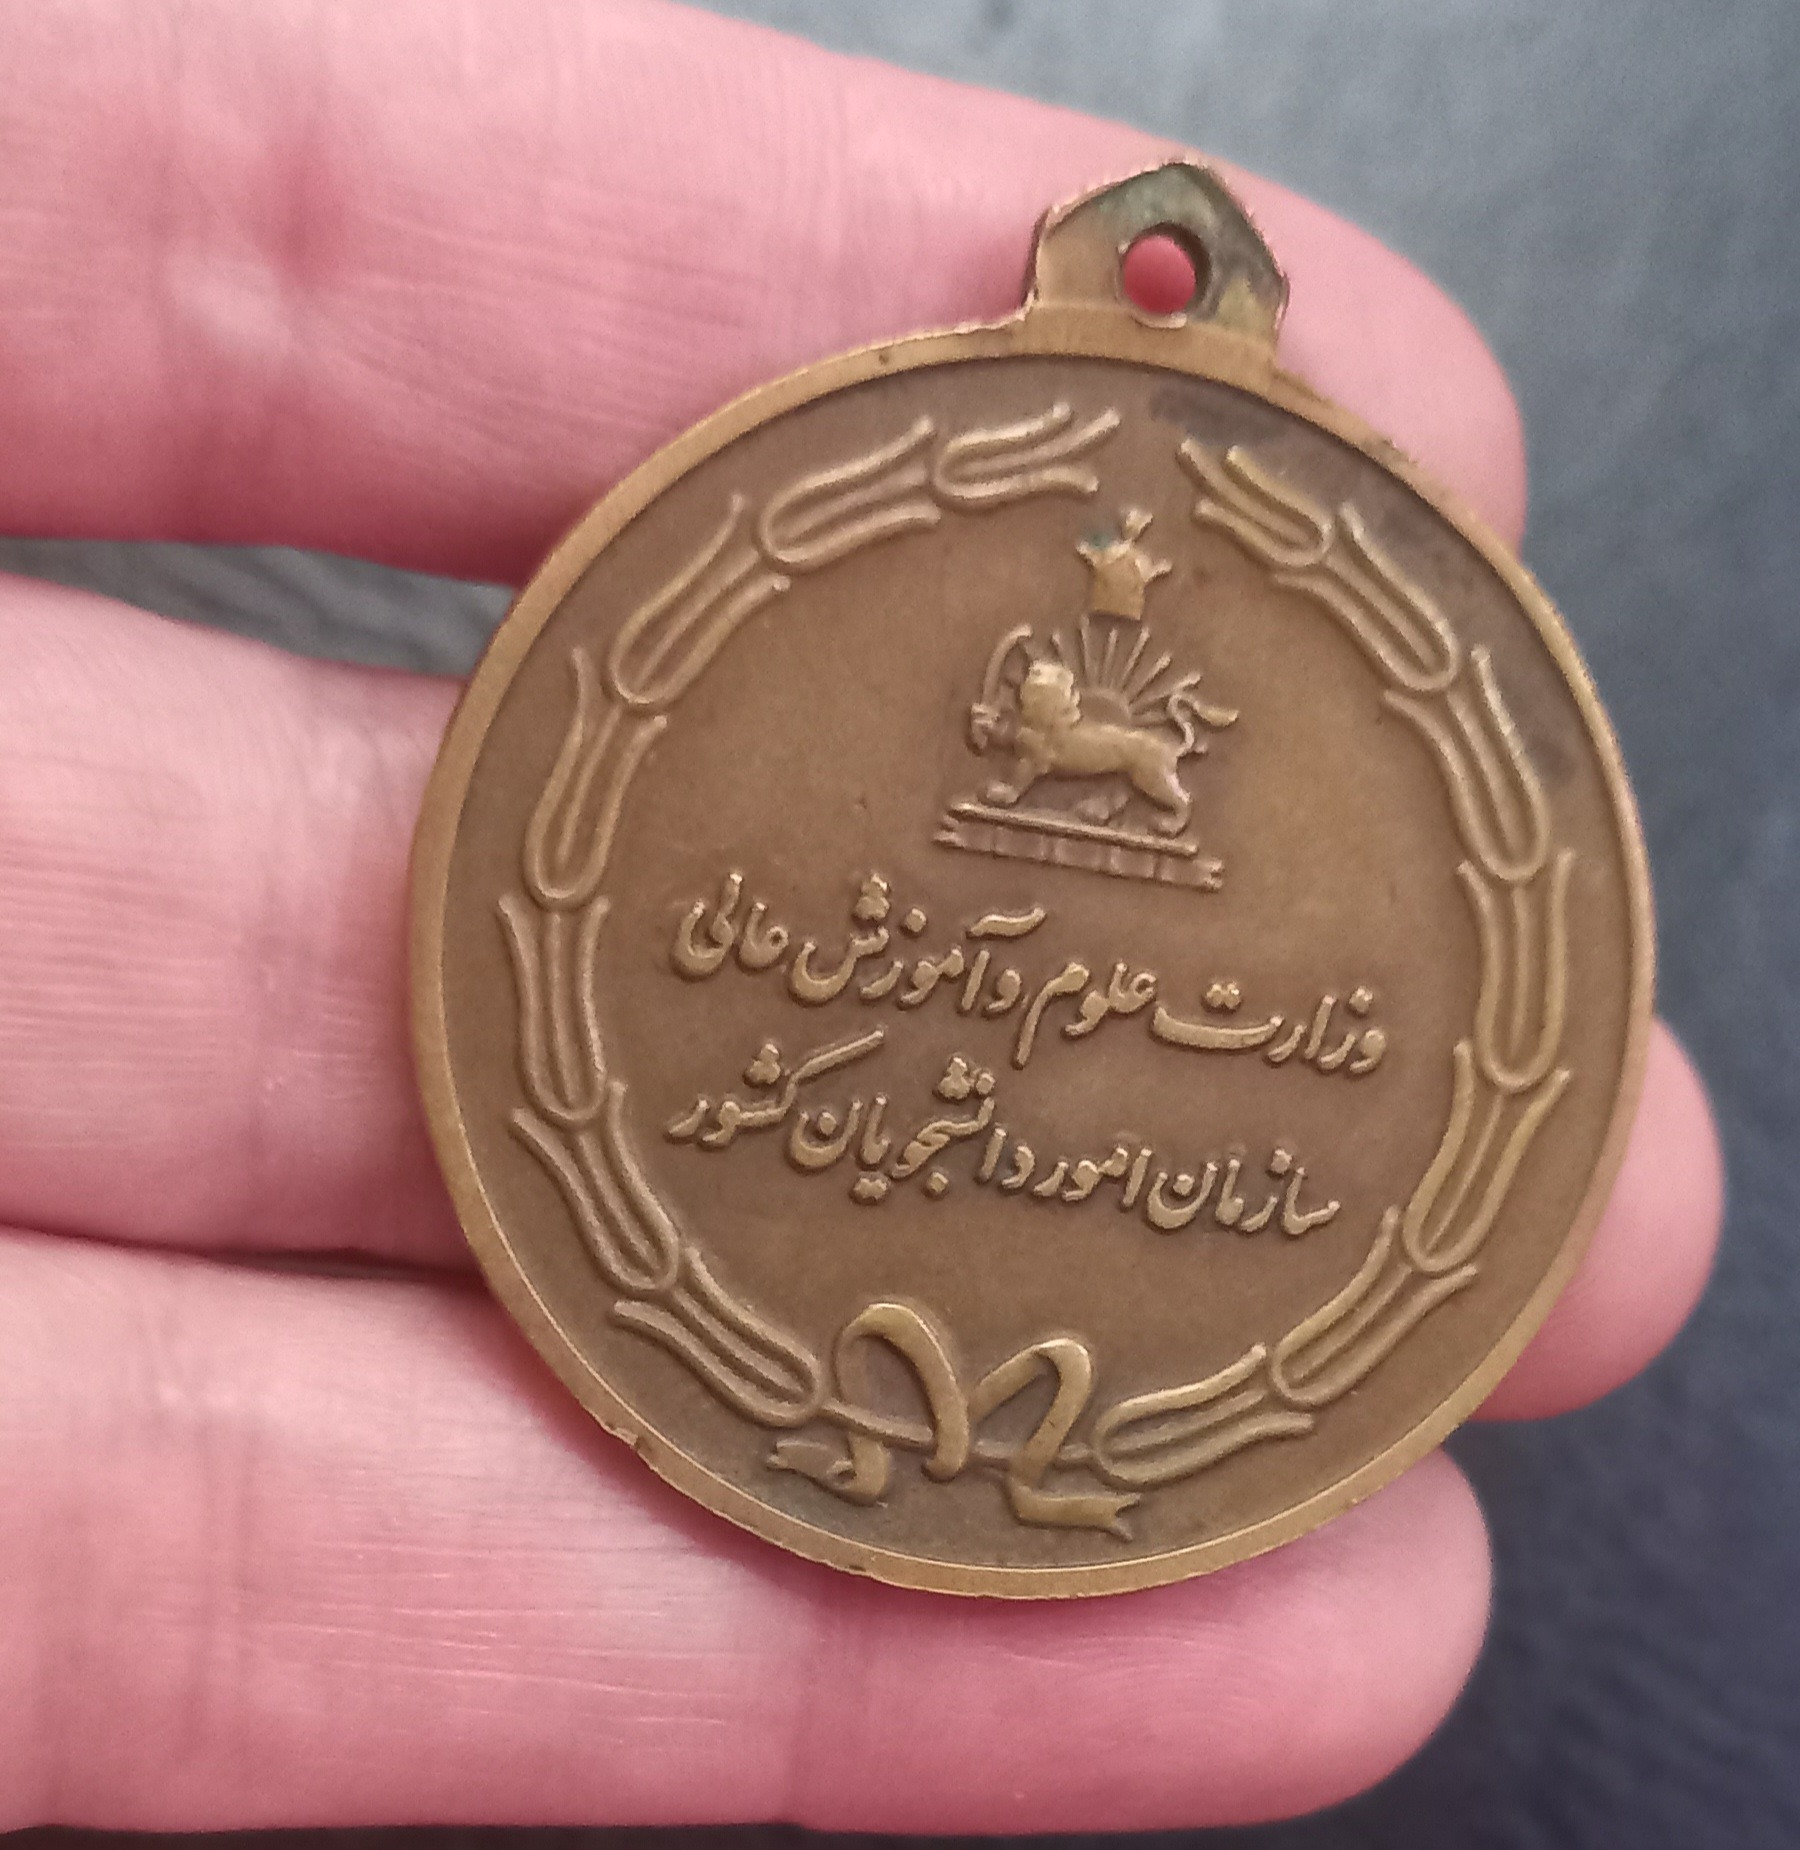 وزارت علوم و آموزش عالی
سازمان امور دانشجویان کشور